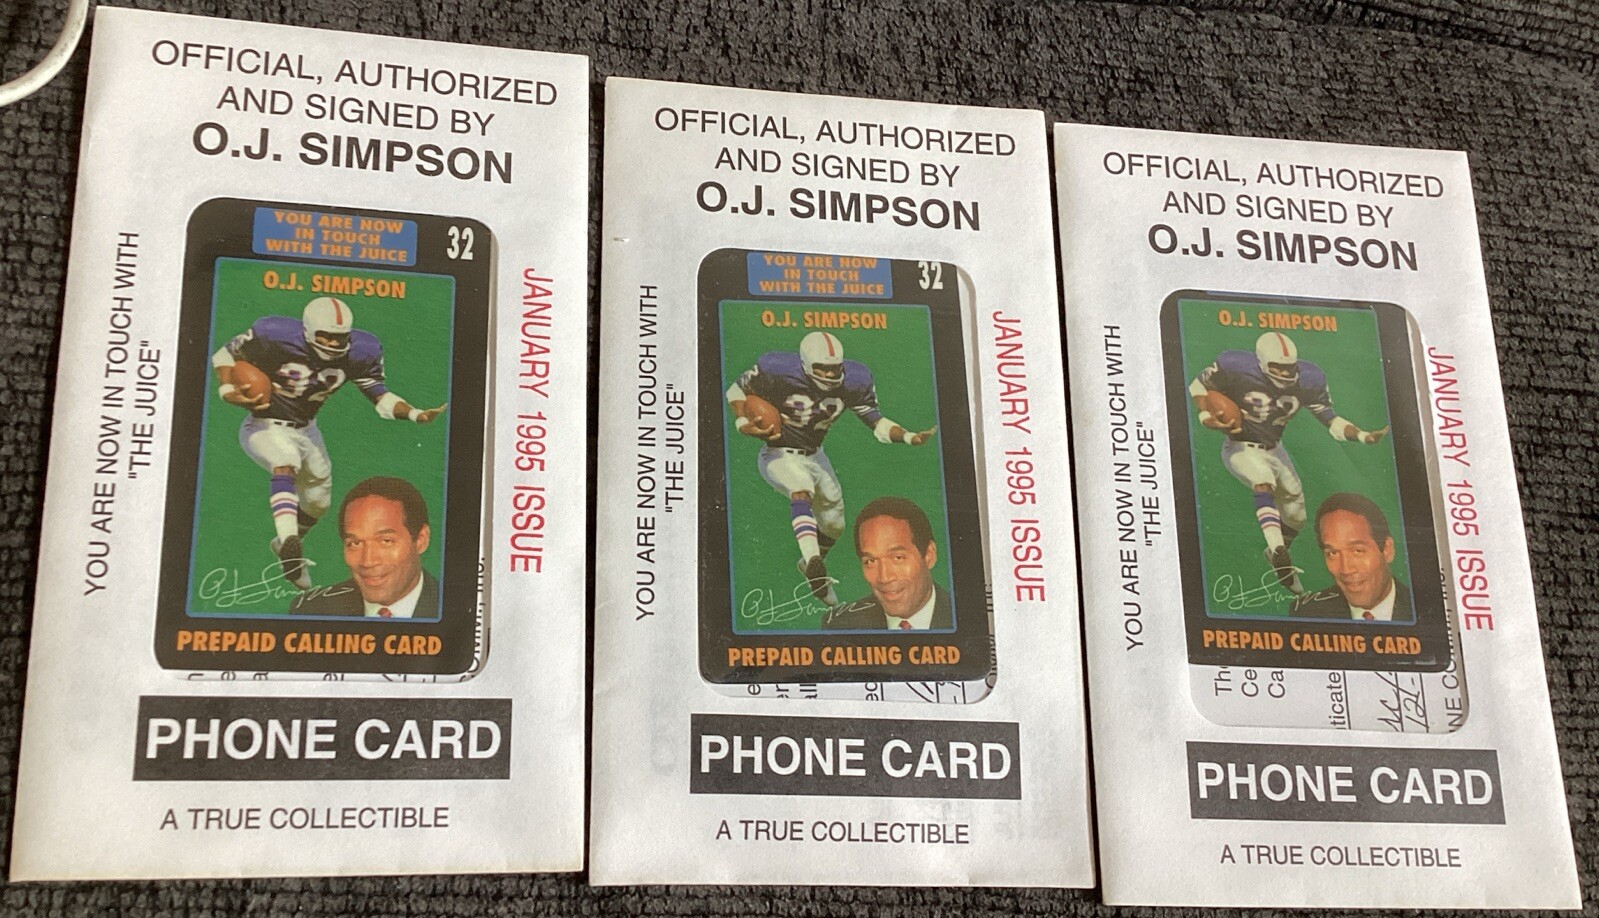 OFFICIAL, AUTHORIZED
AND SIGNED BY
O.J. SIMPSON
YOU ARE NOW IN TOUCH WITH
"THE JUICE"
YOU ARE NOW
IN TOUCH
WITH THE JUICE
32
O.J. SIMPSON
32
PREPAID CALLING CARD
JANUARY 1995 ISSUE
PHONE CARD
A TRUE COLLECTIBLE
OFFICIAL, AUTHORIZED
AND SIGNED BY
O.J. SIMPSON
YOU ARE NOW IN TOUCH WITH
"THE JUICE"
YOU ARE NOW
IN TOUCH
WITH THE JUICE
32
O.J. SIMPSON
32
PREPAID CALLING CARD
JANUARY 1995 ISSUE
PHONE CARD
A TRUE COLLECTIBLE
OFFICIAL, AUTHORIZED
AND SIGNED BY
O.J. SIMPSON
YOU ARE NOW IN TOUCH WITH
"THE JUICE"
O.J. SIMPSON
32
PREPAID CALLING CARD
JANUARY 1995 ISSUE
PHONE CARD
A TRUE COLLECTIBLE